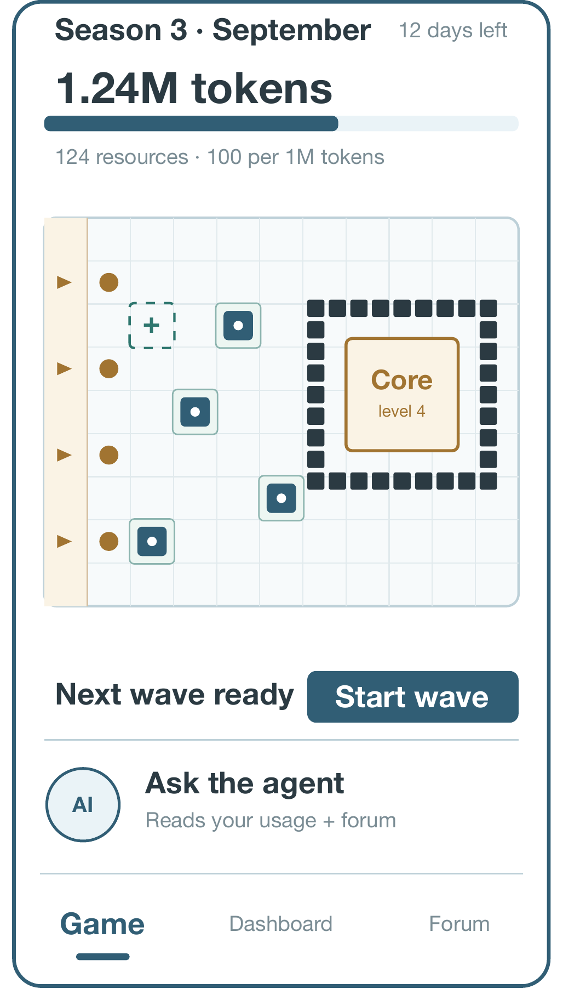 Season 3 · September 12 days left
1.24M tokens
124 resources · 100 per 1M tokens
+
Core
level 4
Next wave ready Start wave
AI Ask the agent
Reads your usage + forum
Game Dashboard Forum